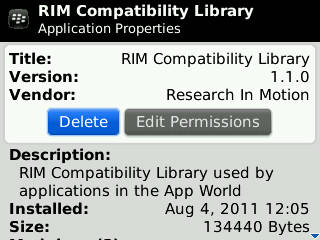 RIM Compatibility Library
Application Properties
Title: RIM Compatibility Library
Version: 1.1.0
Vendor: Research In Motion
Delete Edit Permissions
Description:
RIM Compatibility Library used by
applications in the App World
Installed: Aug 4, 2011 12:05
Size: 134440 Bytes